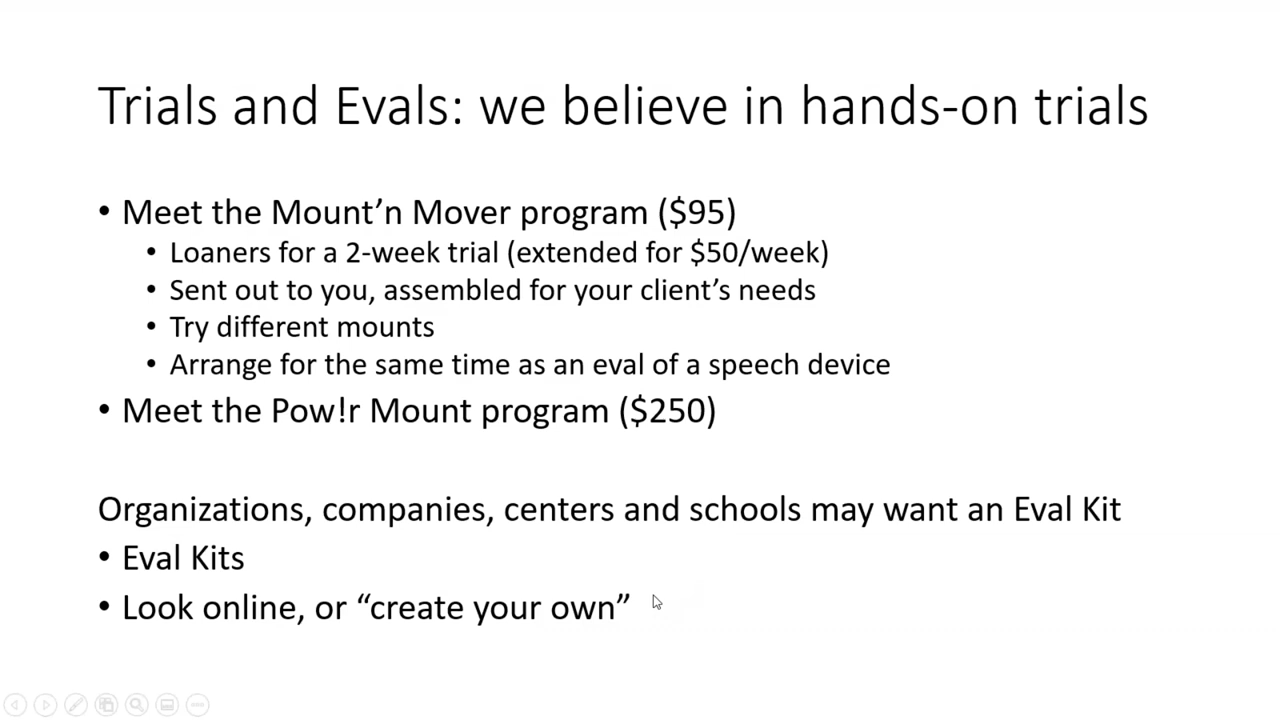 Trials and Evals: we believe in hands-on trials
• Meet the Mount’n Mover program ($95)
• Loaners for a 2-week trial (extended for $50/week)
• Sent out to you, assembled for your client’s needs
• Try different mounts
• Arrange for the same time as an eval of a speech device
• Meet the Pow!r Mount program ($250)
Organizations, companies, centers and schools may want an Eval Kit
• Eval Kits
• Look online, or “create your own”